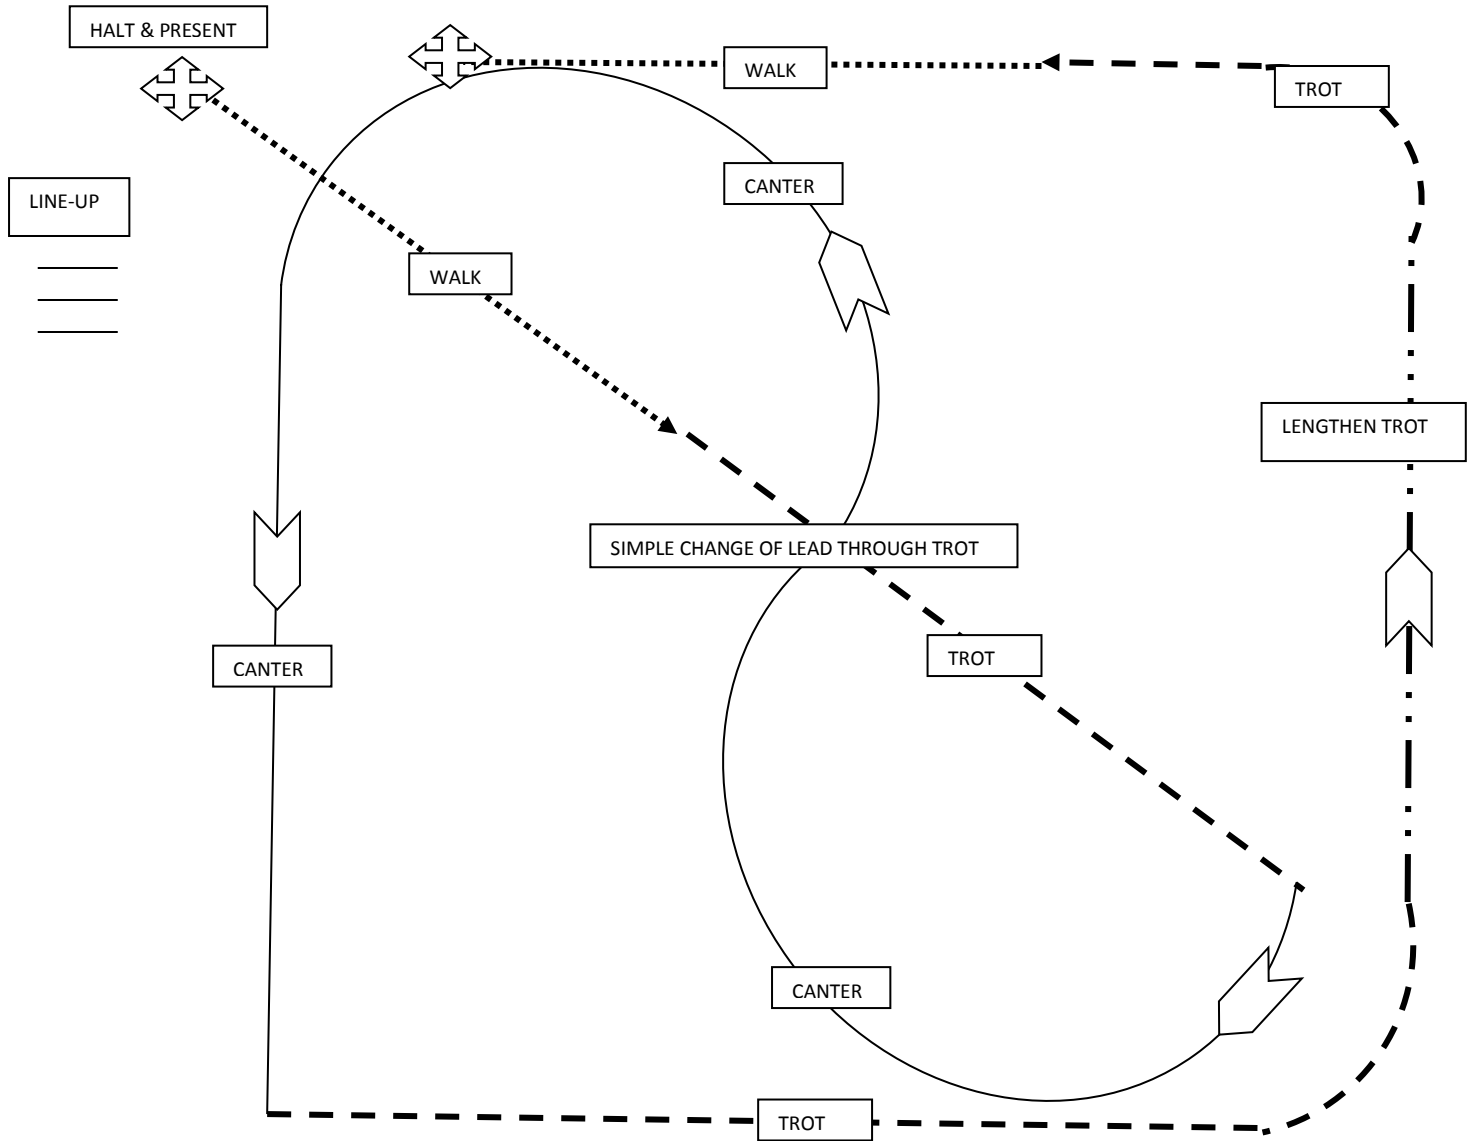 HALT & PRESENT
WALK
TROT
CANTER
LINE-UP
WALK
LENGTHEN TROT
SIMPLE CHANGE OF LEAD THROUGH TROT
TROT
CANTER
CANTER
TROT